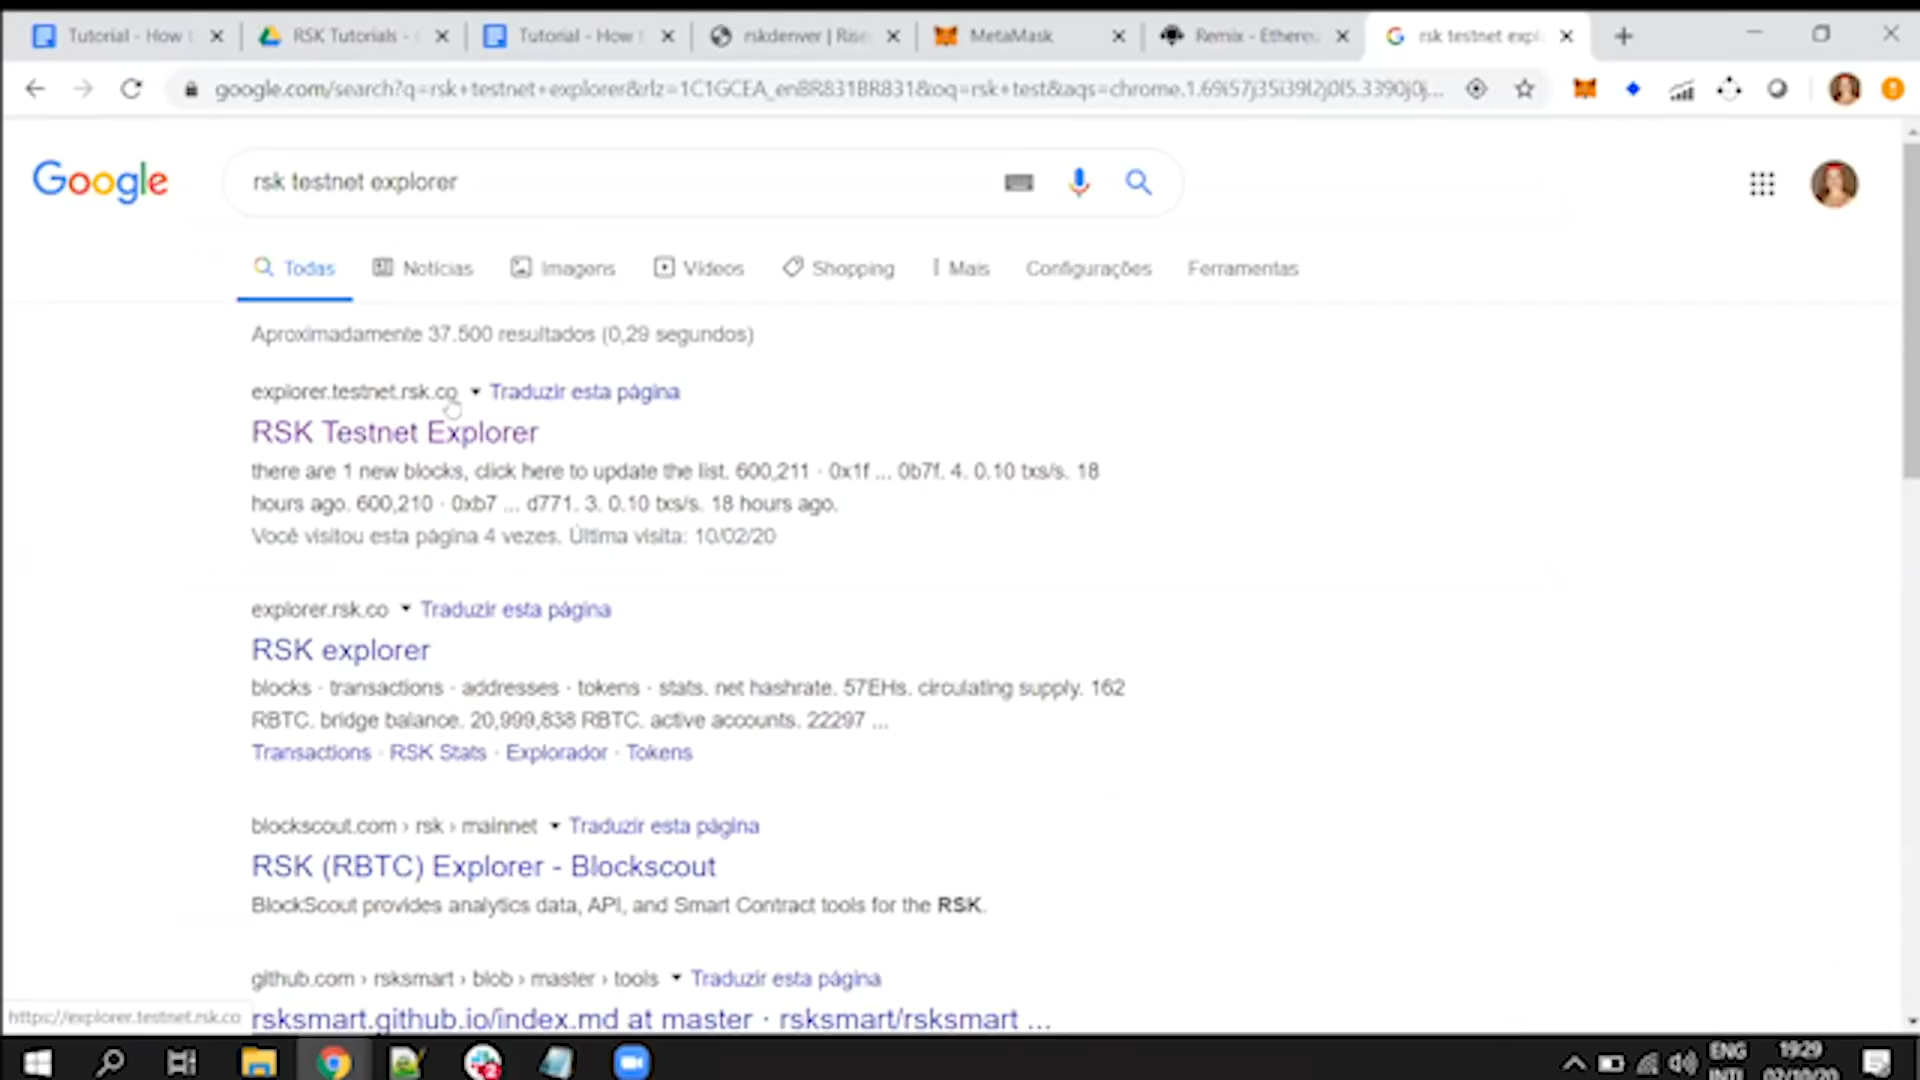 Tutorial - How t
RSK Tutorials -
Tutorial - How t
rskdenver | Rise
MetaMask
Remix - Ethereu
rsk testnet expl
google.com/search?q=rsk+testnet+explorer&rlz=1C1GCEA_enBR831BR831&oq=rsk+test&aqs=chrome.1.69i57j35i39l2j0l5.3390j0j...
Google
rsk testnet explorer
Todas
Notícias
Imagens
Vídeos
Shopping
Mais
Configurações
Ferramentas
Aproximadamente 37.500 resultados (0,29 segundos)
explorer.testnet.rsk.co Traduzir esta página
RSK Testnet Explorer
there are 1 new blocks, click here to update the list. 600,211 · 0x1f ... 0b7f. 4. 0.10 txs/s. 18
hours ago. 600,210 · 0xb7 ... d771. 3. 0.10 txs/s. 18 hours ago.
Você visitou esta página 4 vezes. Última visita: 10/02/20
explorer.rsk.co Traduzir esta página
RSK explorer
blocks · transactions · addresses · tokens · stats. net hashrate. 57EHs. circulating supply. 162
RBTC. bridge balance. 20,999,838 RBTC. active accounts. 22297 ...
Transactions · RSK Stats · Explorador · Tokens
blockscout.com › rsk › mainnet Traduzir esta página
RSK (RBTC) Explorer - Blockscout
BlockScout provides analytics data, API, and Smart Contract tools for the RSK.
github.com › rsksmart › blob › master › tools Traduzir esta página
rsksmart.github.io/index.md at master · rsksmart/rsksmart ...
https://explorer.testnet.rsk.co
ENG
INTL
19:29
02/10/20